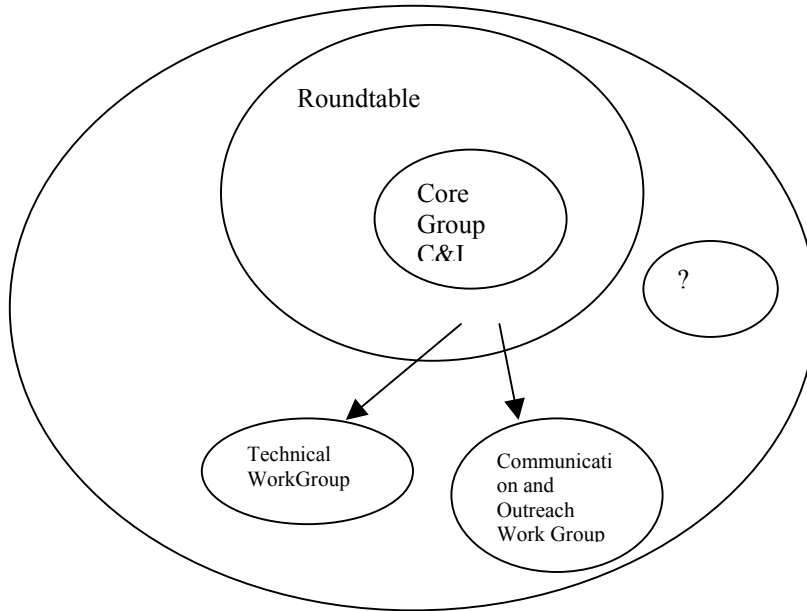 Roundtable
Core
Group
?
Technical
WorkGroup
Communicati
on and
Outreach
Work Group